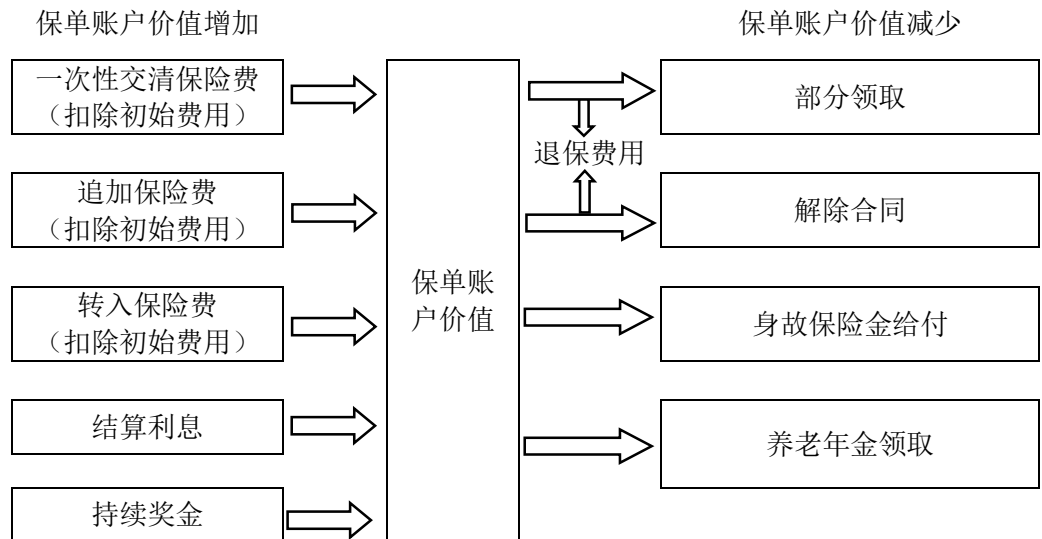 保单账户价值增加
保单账户价值减少
一次性交清保险费
（扣除初始费用）
追加保险费
（扣除初始费用）
转入保险费
（扣除初始费用）
结算利息
持续奖金
保单账
户价值
部分领取
退保费用
解除合同
身故保险金给付
养老年金领取